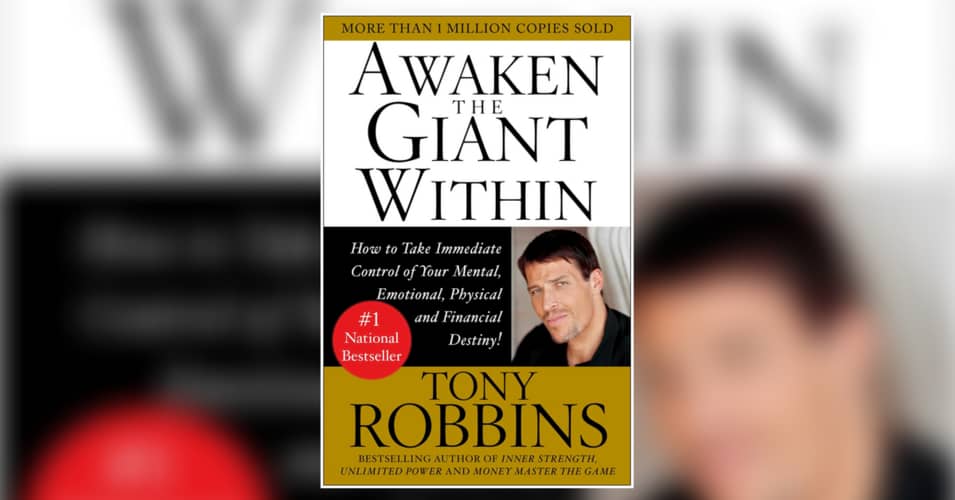 MORE THAN 1 MILLION COPIES SOLD
AWAKEN
THE
GIANT
WITHIN
How to Take Immediate
Control of Your Mental,
Emotional, Physical
and Financial
Destiny!
#1
National
Bestseller
TONY
ROBBINS
BESTSELLING AUTHOR OF INNER STRENGTH,
UNLIMITED POWER AND MONEY MASTER THE GAME